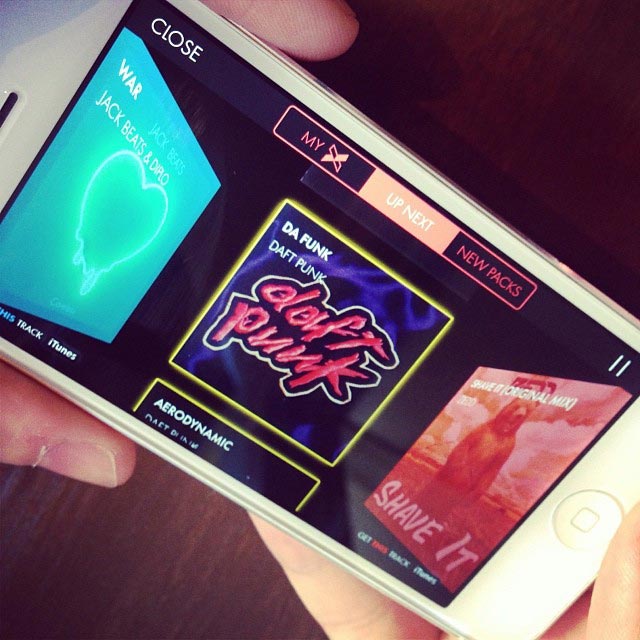 CLOSE
MY
UP NEXT
NEW PACKS
WAR
JACK BEATS
JACK BEATS & DIPLO
THIS TRACK iTunes
DA FUNK
DAFT PUNK
daft
punk
AERODYNAMIC
DAFT PUNK
SHAVE IT (ORIGINAL MIX)
ZEDD
SHAVE IT
GET THIS TRACK iTunes